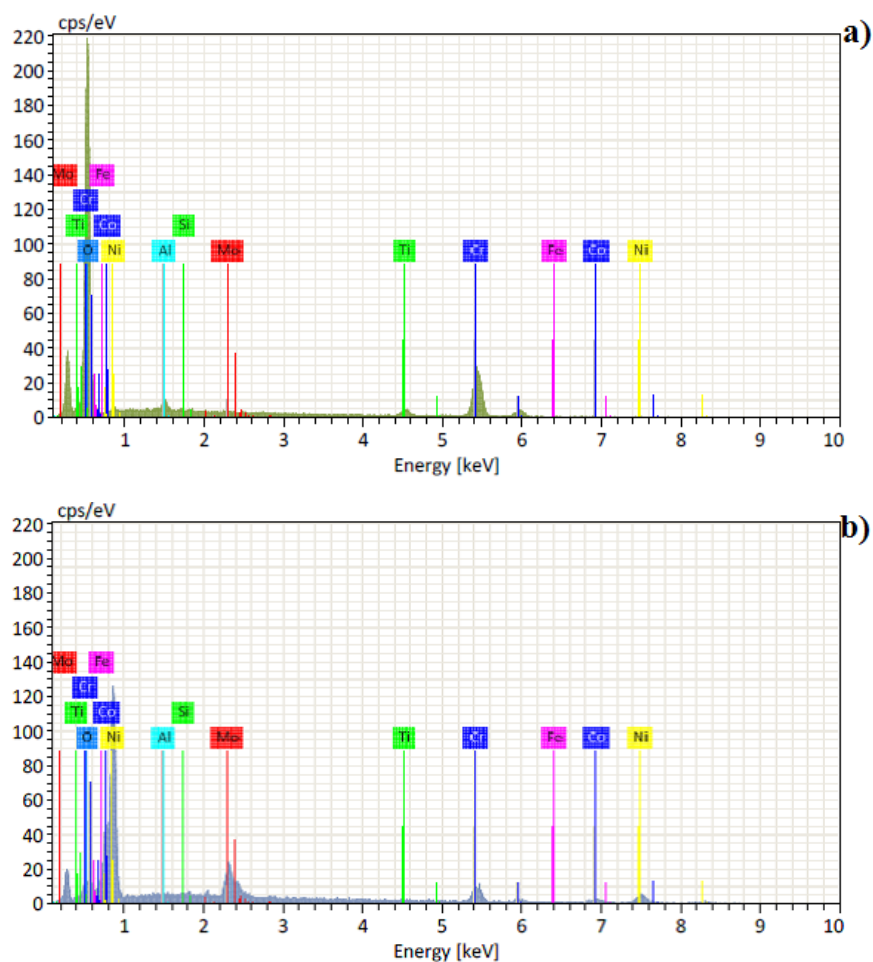 cps/eV
a)
220
200
180
160
140
120
100
80
60
40
20
0
Mo Fe
Cr
Ti Co Si
O Ni Al Mo Ti Cr Fe Co Ni
1 2 3 4 5 6 7 8 9 10
Energy [keV]
cps/eV
b)
220
200
180
160
140
120
100
80
60
40
20
0
Mo Fe
Cr
Ti Co Si
O Ni Al Mo Ti Cr Fe Co Ni
1 2 3 4 5 6 7 8 9 10
Energy [keV]